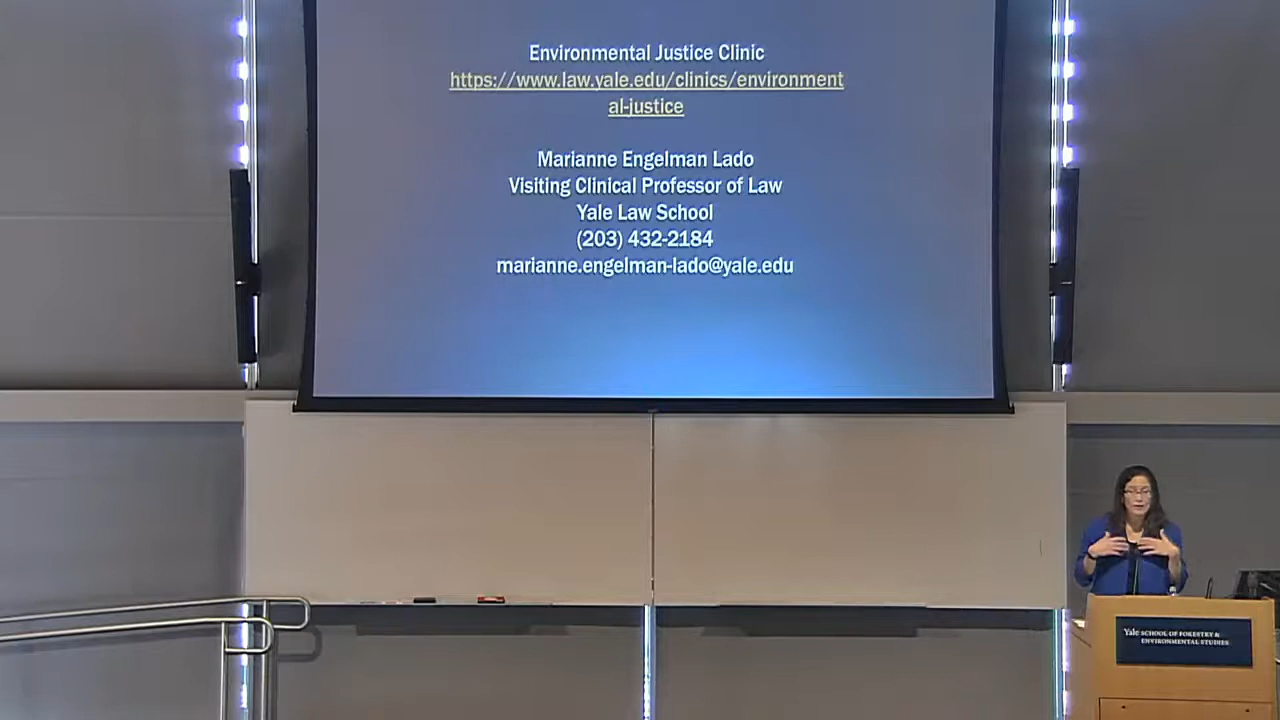 Environmental Justice Clinic
https://www.law.yale.edu/clinics/environment
al-justice
Marianne Engelman Lado
Visiting Clinical Professor of Law
Yale Law School
(203) 432-2184
marianne.engelman-lado@yale.edu
Yale SCHOOL OF FORESTRY &
ENVIRONMENTAL STUDIES